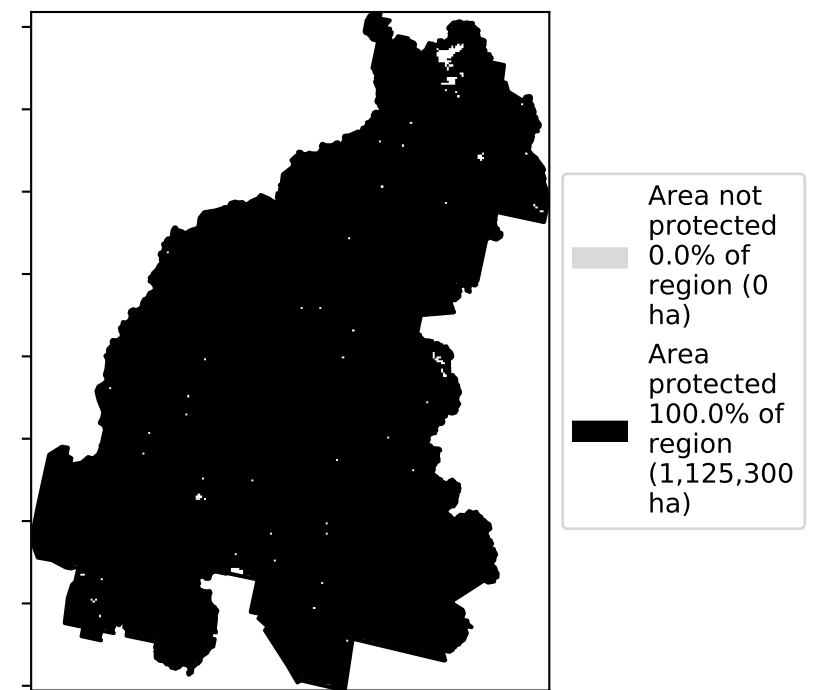 Area not
protected
0.0% of
region (0
ha)
Area
protected
100.0% of
region
(1,125,300
ha)